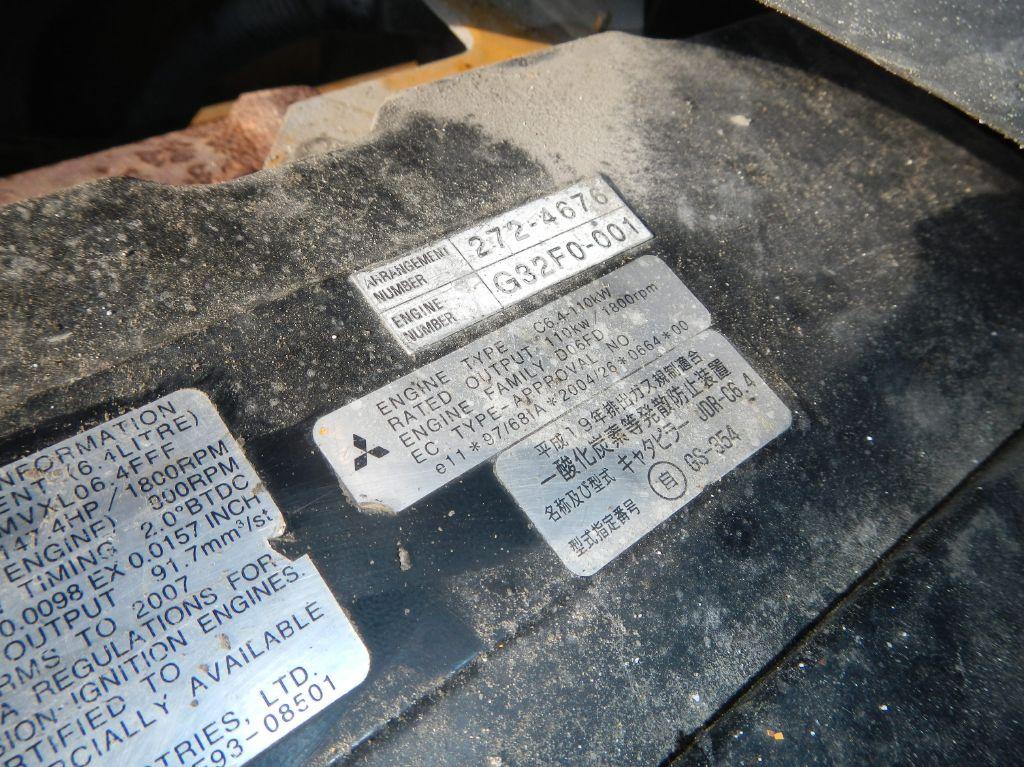 ARRANGEMENT NUMBER 272-4676
ENGINE NUMBER G32F0-001
ENGINE TYPE C6.4-110kW
RATED OUTPUT 110kW/1800rpm
ENGINE FAMILY D06FD
EC TYPE-APPROVAL NO
e11*97/68IA*2004/26*0664*00
平成19年排出ガス規制適合
一酸化炭素等発散防止装置
名称及び型式 キャタピラー JDR-C6.4
型式指定番号 自 GS-354
NFORMATION
ENT (6.4LITRE)
MVXL06.4FFF
147.4HP/1800RPM
ENGINE) 800RPM
TIMING 2.0°BTDC
0.0098 EX 0.0157 INCH
OUTPUT 91.7mm³/st
RMS TO 2007
A REGULATIONS FOR
SION-IGNITION ENGINES.
RTIFIED TO
RCIALLY AVAILABLE
TRIES, LTD.
E93-08501